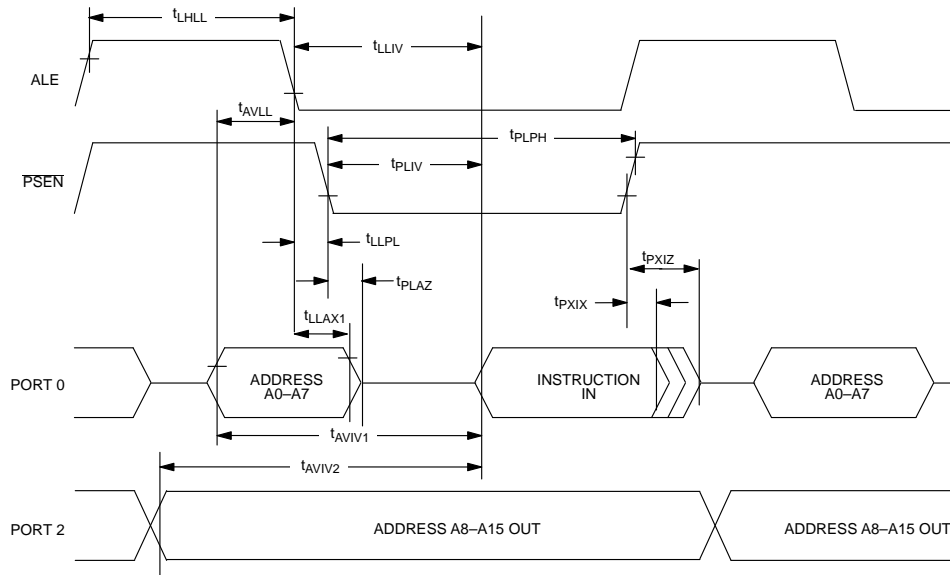 tLHLL
tLLIV
ALE
tAVLL
tPLPH
tPLIV
PSEN
tLLPL
tPXIZ
tPLAZ
tPXIX
tLLAX1
PORT 0
ADDRESS
A0–A7
INSTRUCTION
IN
ADDRESS
A0–A7
tAVIV1
tAVIV2
PORT 2
ADDRESS A8–A15 OUT
ADDRESS A8–A15 OUT